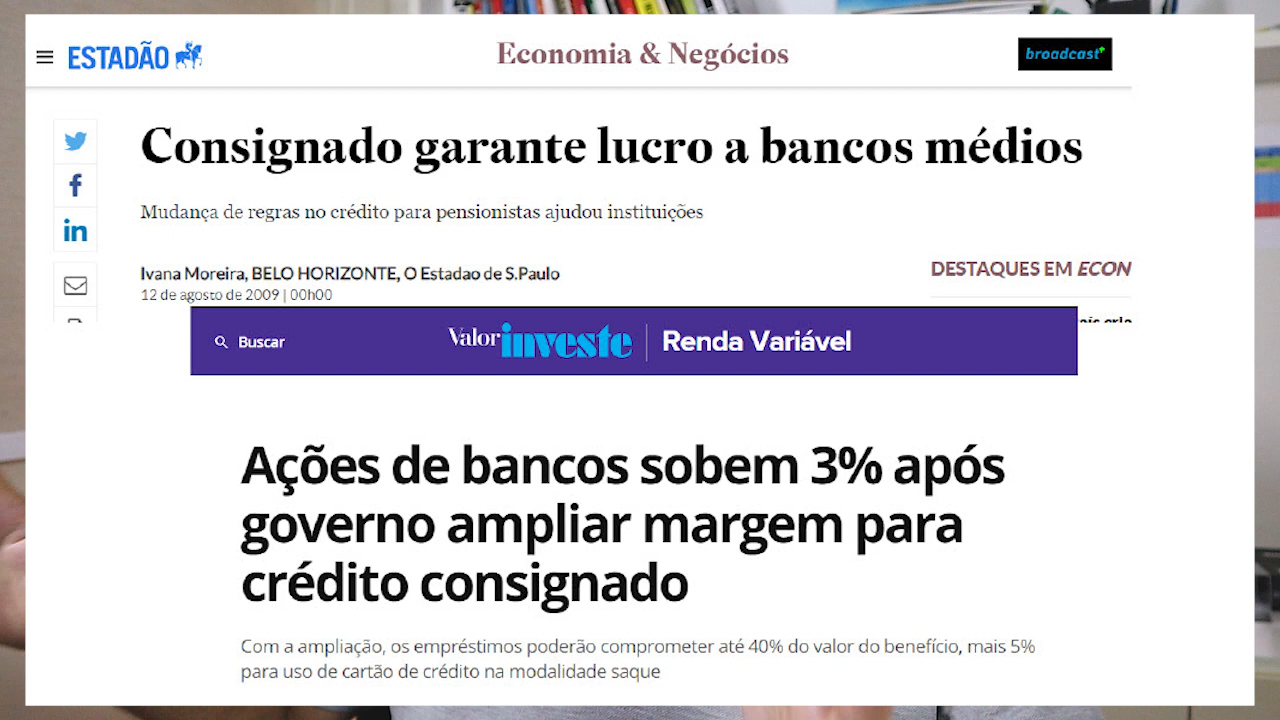 ESTADÃO
Economia & Negócios
broadcast+
Consignado garante lucro a bancos médios
Mudança de regras no crédito para pensionistas ajudou instituições
Ivana Moreira, BELO HORIZONTE, O Estadao de S.Paulo
12 de agosto de 2009 | 00h00
DESTAQUES EM ECON
Buscar
Valor investe | Renda Variável
Ações de bancos sobem 3% após
governo ampliar margem para
crédito consignado
Com a ampliação, os empréstimos poderão comprometer até 40% do valor do benefício, mais 5%
para uso de cartão de crédito na modalidade saque